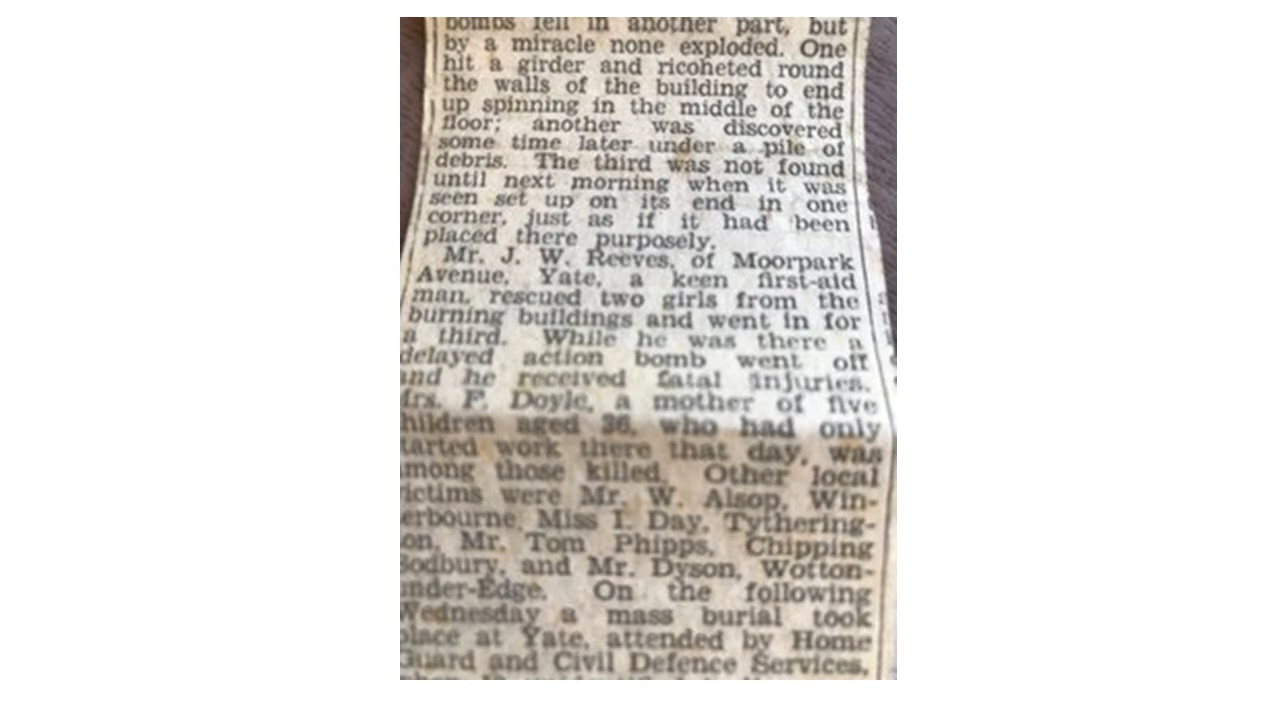 bombs fell in another part, but
by a miracle none exploded. One
hit a girder and ricoheted round
the walls of the building to end
up spinning in the middle of the
floor; another was discovered
some time later under a pile of
debris. The third was not found
until next morning when it was
seen set up on its end in one
corner, just as if it had been
placed there purposely.
Mr. J. W. Reeves, of Moorpark
Avenue, Yate, a keen first-aid
man, rescued two girls from the
burning buildings and went in for
a third. While he was there a
delayed action bomb went off
and he received fatal injuries.
Mrs. F. Doyle, a mother of five
hildren aged 36, who had only
tarted work there that day, was
mong those killed. Other local
ictims were Mr. W. Alsop, Win-
erbourne, Miss I. Day, Tythering-
on, Mr. Tom Phipps, Chipping
Sodbury, and Mr. Dyson, Wotton-
nder-Edge. On the following
Wednesday a mass burial took
place at Yate, attended by Home
Guard and Civil Defence Services,